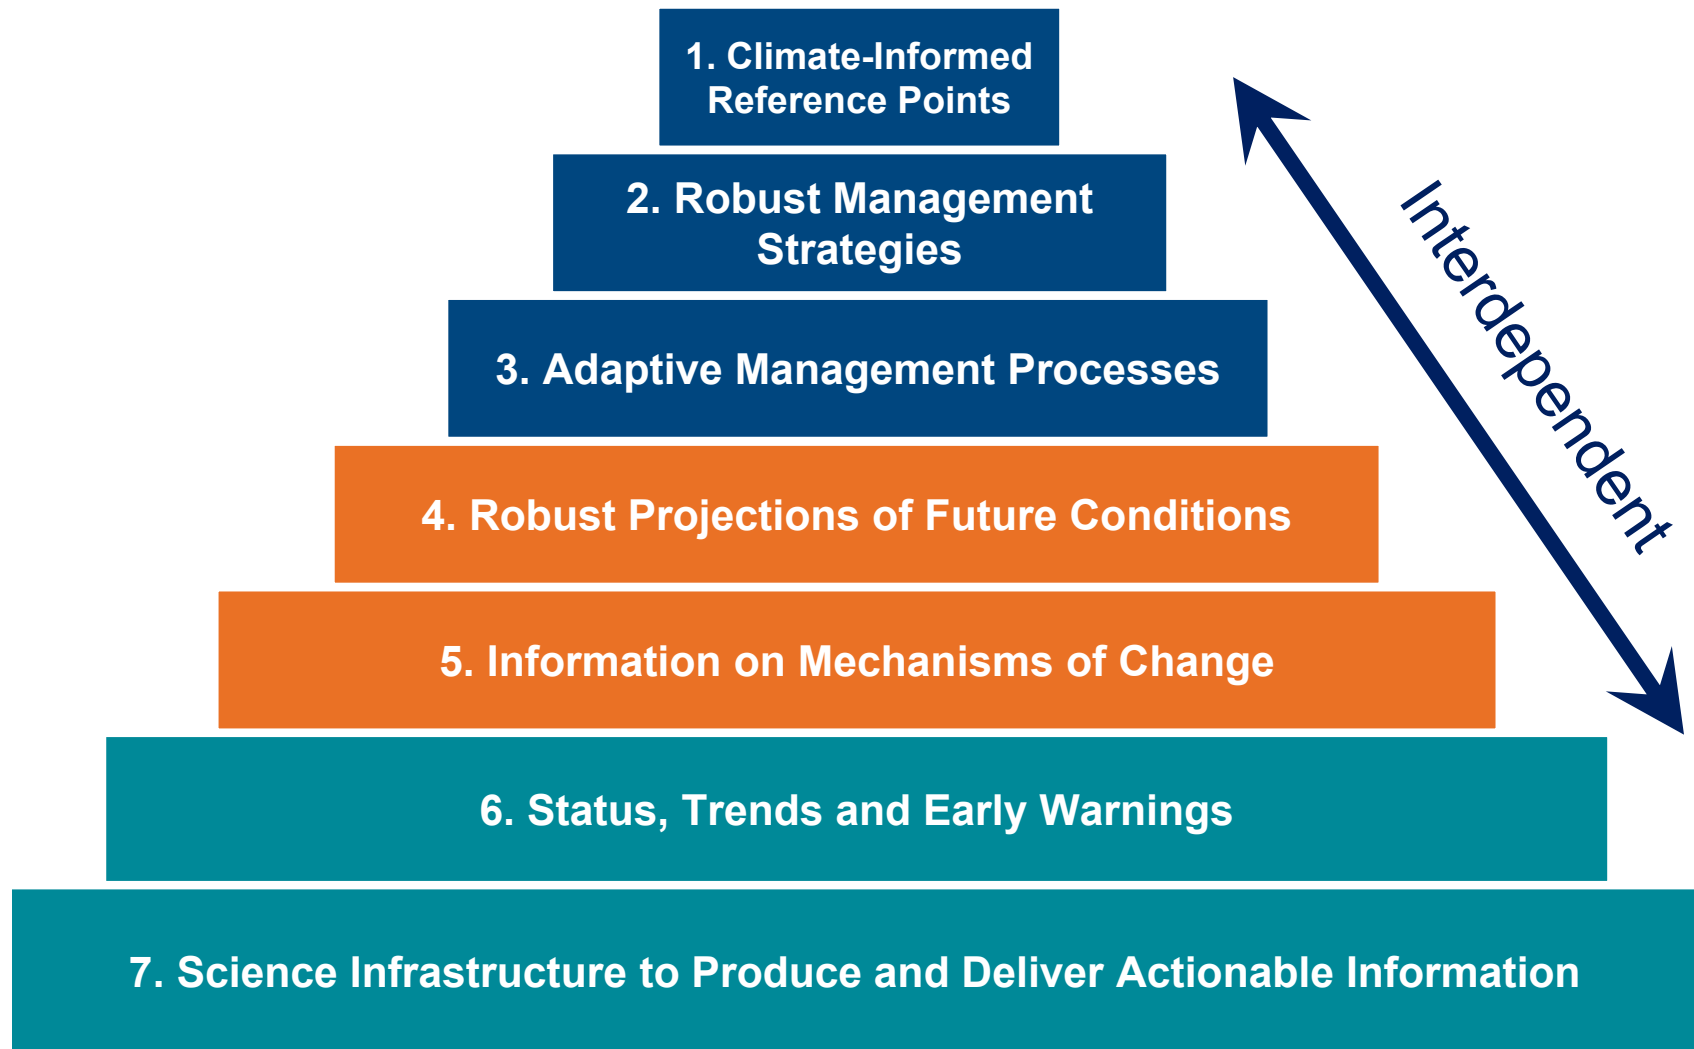 1. Climate-Informed
Reference Points
2. Robust Management
Strategies
3. Adaptive Management Processes
4. Robust Projections of Future Conditions
5. Information on Mechanisms of Change
6. Status, Trends and Early Warnings
7. Science Infrastructure to Produce and Deliver Actionable Information
Interdependent